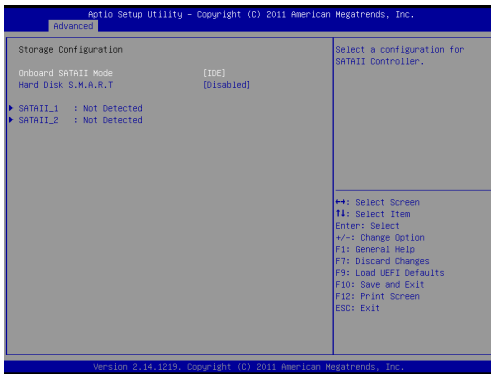 Aptio Setup Utility – Copyright (C) 2011 American Megatrends, Inc.
Advanced
Storage Configuration
Onboard SATAII Mode [IDE]
Hard Disk S.M.A.R.T [Disabled]
SATAII_1 : Not Detected
SATAII_2 : Not Detected
Select a configuration for
SATAII Controller.
↔: Select Screen
↑↓: Select Item
Enter: Select
+/-: Change Option
F1: General Help
F7: Discard Changes
F9: Load UEFI Defaults
F10: Save and Exit
F12: Print Screen
ESC: Exit
Version 2.14.1219. Copyright (C) 2011 American Megatrends, Inc.